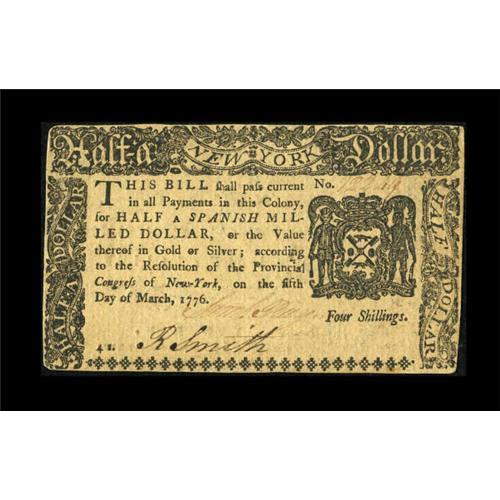 Half-a Dollar.
NEW YORK
HALF A DOLLAR
THIS BILL shall pass current
in all Payments in this Colony,
for HALF A SPANISH MIL-
LED DOLLAR, or the Value
thereof in Gold or Silver; according
to the Resolution of the Provincial
Congress of New-York, on the fifth
Day of March, 1776.
No.
Four Shillings.
41. R Smith
HALF A DOLLAR